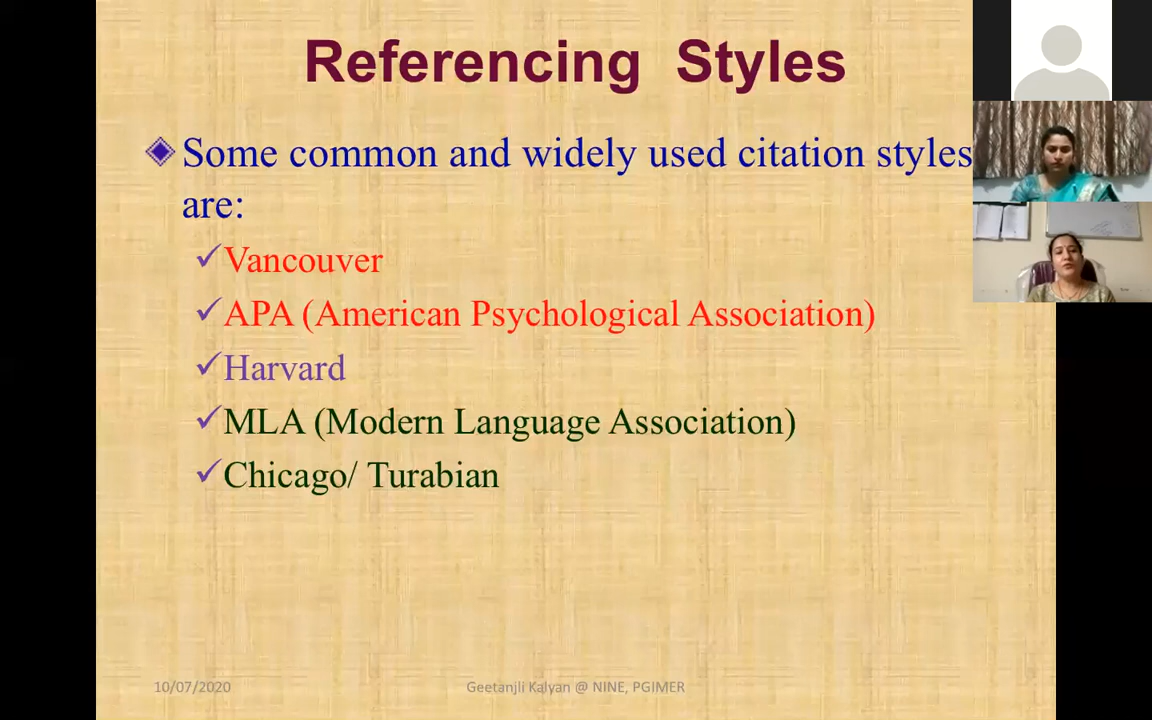 Referencing Styles
Some common and widely used citation styles
are:
Vancouver
APA (American Psychological Association)
Harvard
MLA (Modern Language Association)
Chicago/ Turabian
10/07/2020
Geetanjli Kalyan @ NINE, PGIMER